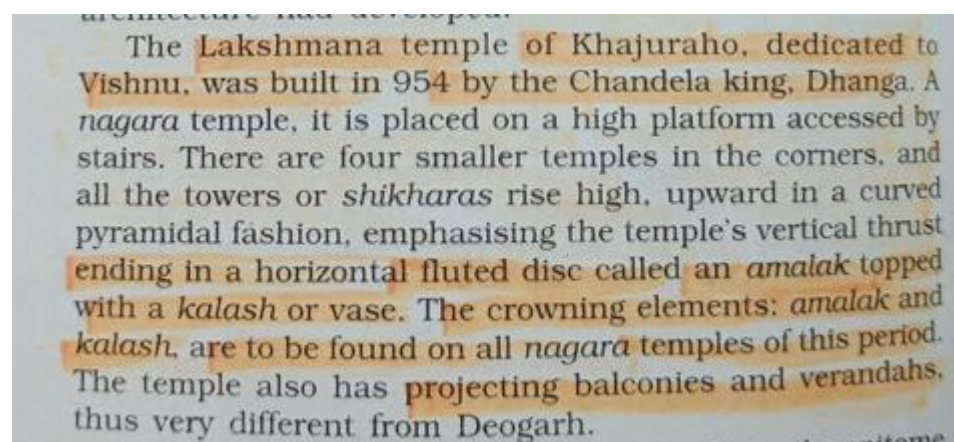 architecture had developed.
The Lakshmana temple of Khajuraho, dedicated to
Vishnu, was built in 954 by the Chandela king, Dhanga. A
nagara temple, it is placed on a high platform accessed by
stairs. There are four smaller temples in the corners, and
all the towers or shikharas rise high, upward in a curved
pyramidal fashion, emphasising the temple's vertical thrust
ending in a horizontal fluted disc called an amalak topped
with a kalash or vase. The crowning elements: amalak and
kalash, are to be found on all nagara temples of this period.
The temple also has projecting balconies and verandahs,
thus very different from Deogarh.